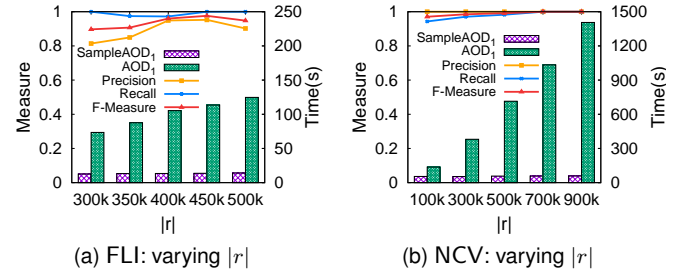 1
0.8
0.6
0.4
0.2
0
Measure
SampleAOD₁
AOD₁
Precision
Recall
F-Measure
250
200
150
100
50
0
Time(s)
300k 350k 400k 450k 500k
|r|
(a) FLI: varying |r|
1
0.8
0.6
0.4
0.2
0
Measure
SampleAOD₁
AOD₁
Precision
Recall
F-Measure
1500
1200
900
600
300
0
Time(s)
100k 300k 500k 700k 900k
|r|
(b) NCV: varying |r|